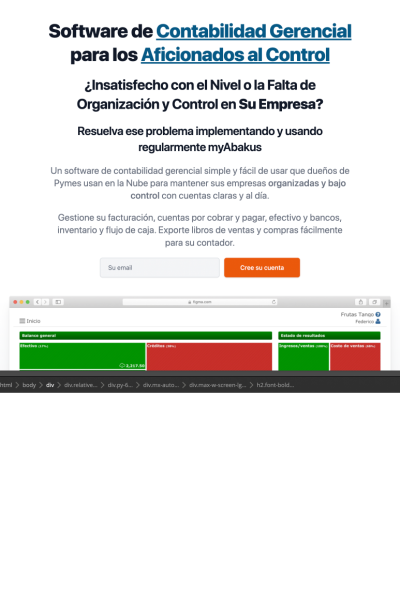 Software de Contabilidad Gerencial
para los Aficionados al Control
¿Insatisfecho con el Nivel o la Falta de
Organización y Control en Su Empresa?
Resuelva ese problema implementando y usando
regularmente myAbakus
Un software de contabilidad gerencial simple y fácil de usar que dueños de
Pymes usan en la Nube para mantener sus empresas organizadas y bajo
control con cuentas claras y al día.
Gestione su facturación, cuentas por cobrar y pagar, efectivo y bancos,
inventario y flujo de caja. Exporte libros de ventas y compras fácilmente
para su contador.
Su email
Cree su cuenta
figma.com
Frutas Tango
Inicio
Federico
Balance general
Estado de resultados
Efectivo
Créditos
Ingresos/ventas
Costo de ventas
html > body > div > div.relative... > div.py-6... > div.mx-auto... > div.max-w-screen-lg... > h2.font-bold...